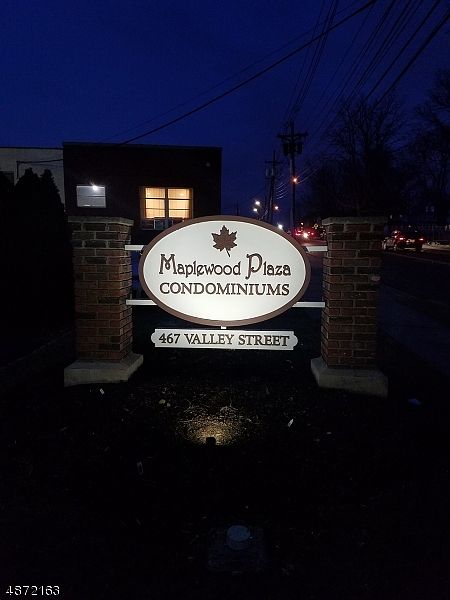 Maplewood Plaza
CONDOMINIUMS
467 VALLEY STREET
4872163